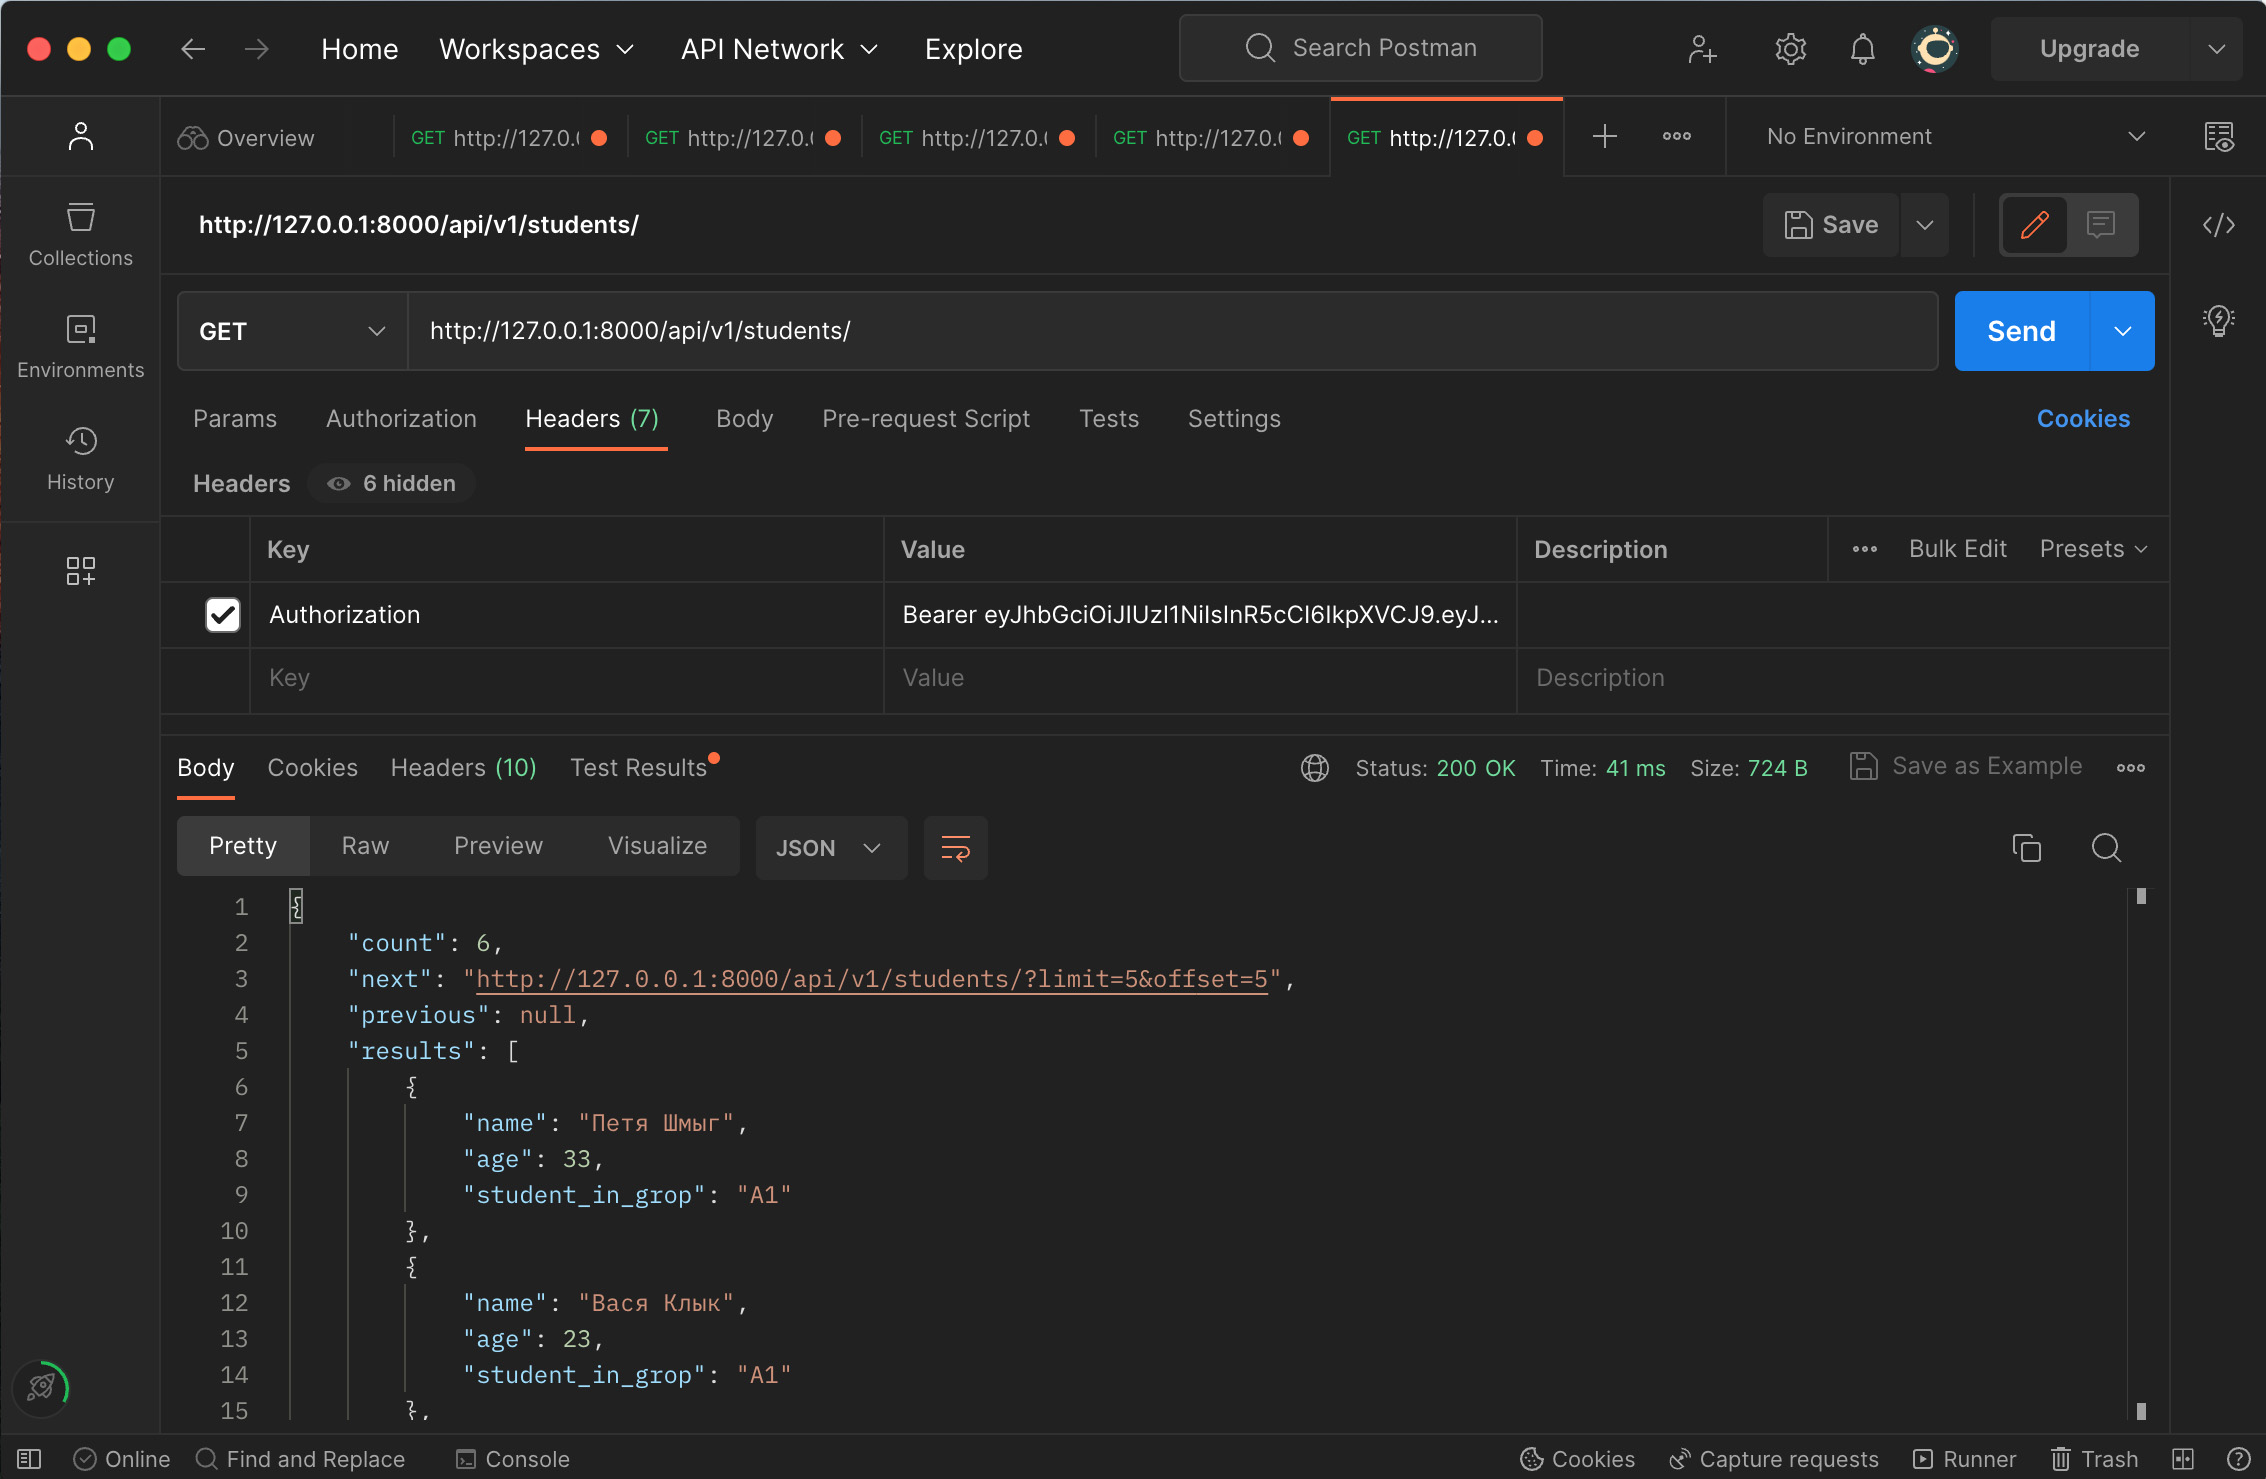 Home Workspaces API Network Explore Search Postman Upgrade
Overview GET http://127.0.( GET http://127.0.( GET http://127.0.( GET http://127.0.( GET http://127.0.( No Environment
http://127.0.0.1:8000/api/v1/students/ Save
Collections
GET http://127.0.0.1:8000/api/v1/students/ Send
Environments
Params Authorization Headers (7) Body Pre-request Script Tests Settings Cookies
History
Headers 6 hidden
Key Value Description Bulk Edit Presets
Authorization Bearer eyJhbGciOiJIUzI1NiIsInR5cCI6IkpXVCJ9.eyJ...
Key Value Description
Body Cookies Headers (10) Test Results Status: 200 OK Time: 41 ms Size: 724 B Save as Example
Pretty Raw Preview Visualize JSON
1 {
2 "count": 6,
3 "next": "http://127.0.0.1:8000/api/v1/students/?limit=5&offset=5",
4 "previous": null,
5 "results": [
6 {
7 "name": "Петя Шмыг",
8 "age": 33,
9 "student_in_grop": "A1"
10 },
11 {
12 "name": "Вася Клык",
13 "age": 23,
14 "student_in_grop": "A1"
15 },
Online Find and Replace Console Cookies Capture requests Runner Trash